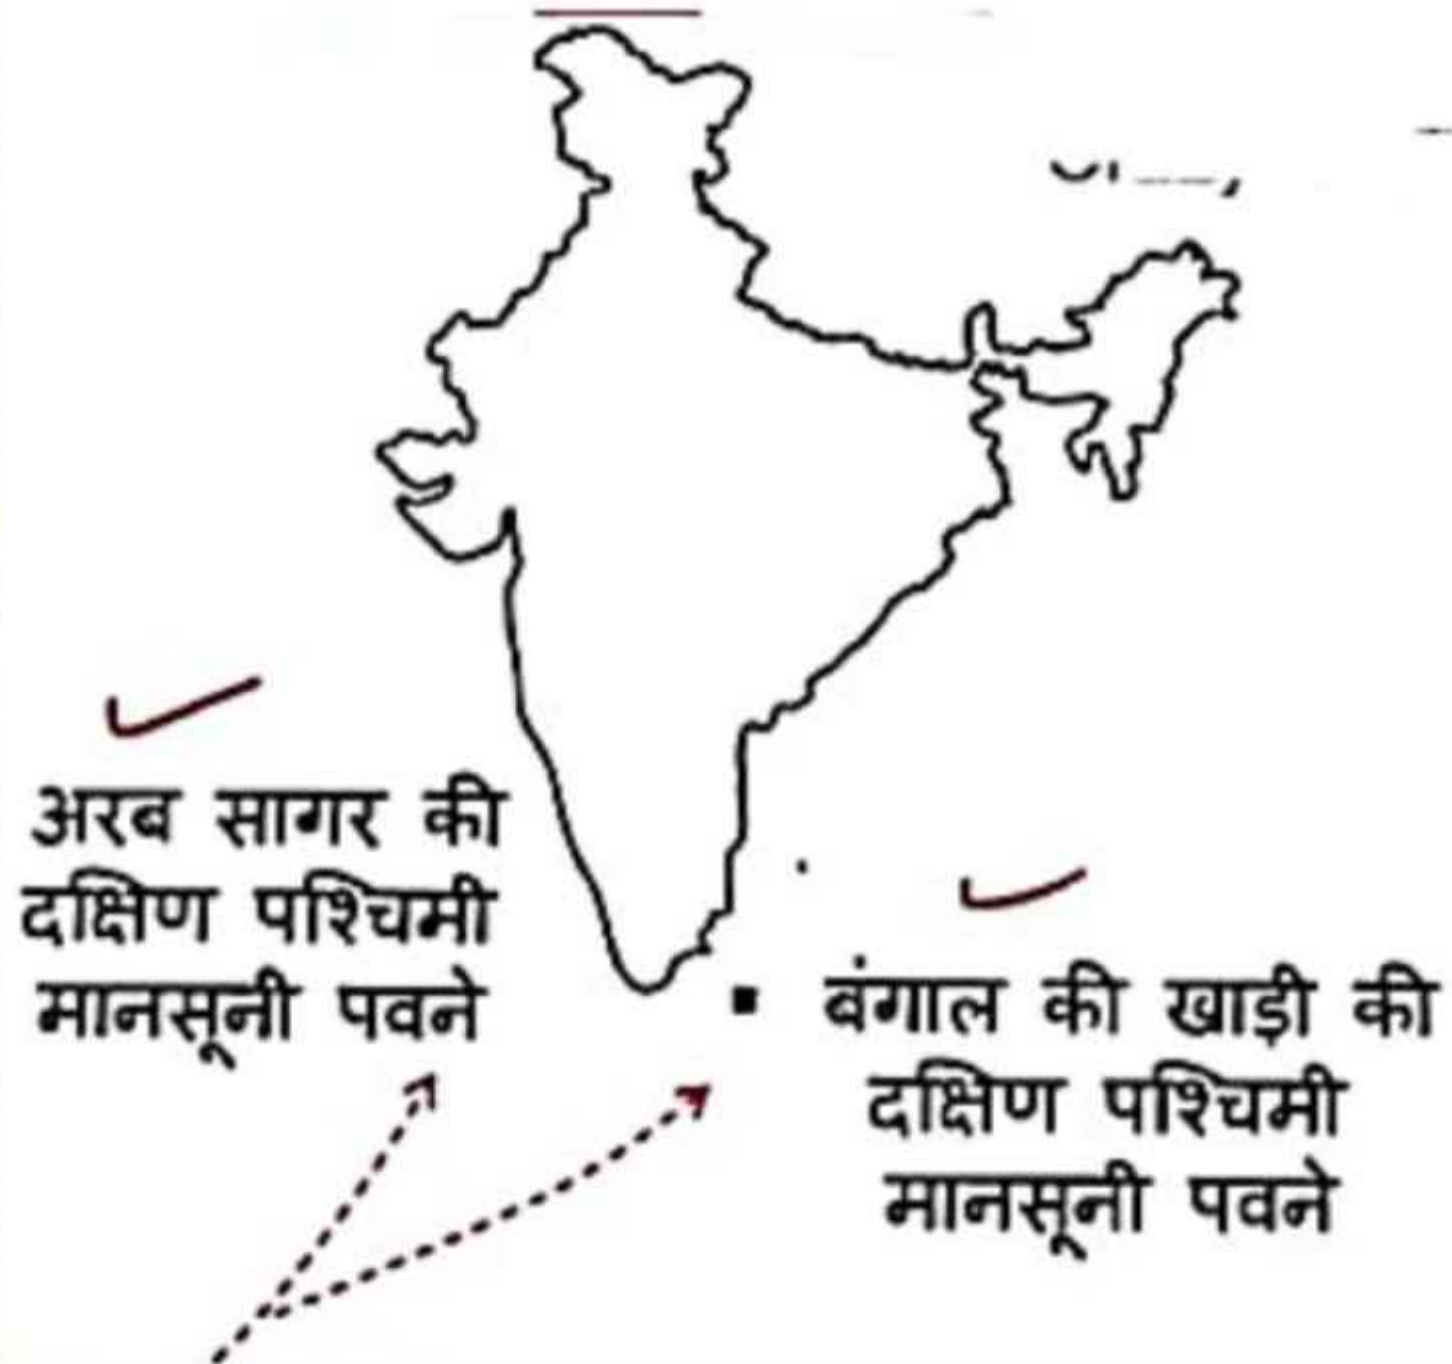 अरब सागर की
दक्षिण पश्चिमी
मानसूनी पवने
▪ बंगाल की खाड़ी की
दक्षिण पश्चिमी
मानसूनी पवने